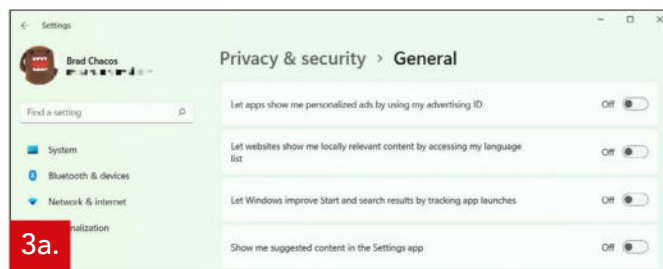 Settings
Brad Chacos
Privacy & security > General
Find a setting
System
Bluetooth & devices
Network & internet
nalization
Let apps show me personalized ads by using my advertising ID
Off
Let websites show me locally relevant content by accessing my language
list
Off
Let Windows improve Start and search results by tracking app launches
Off
Show me suggested content in the Settings app
Off
3a.